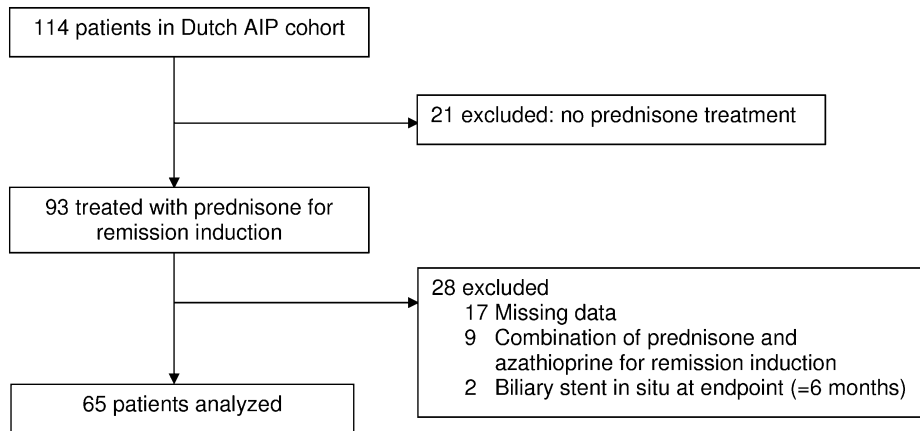 114 patients in Dutch AIP cohort
21 excluded: no prednisone treatment
93 treated with prednisone for
remission induction
28 excluded
17 Missing data
9 Combination of prednisone and
azathioprine for remission induction
2 Biliary stent in situ at endpoint (=6 months)
65 patients analyzed